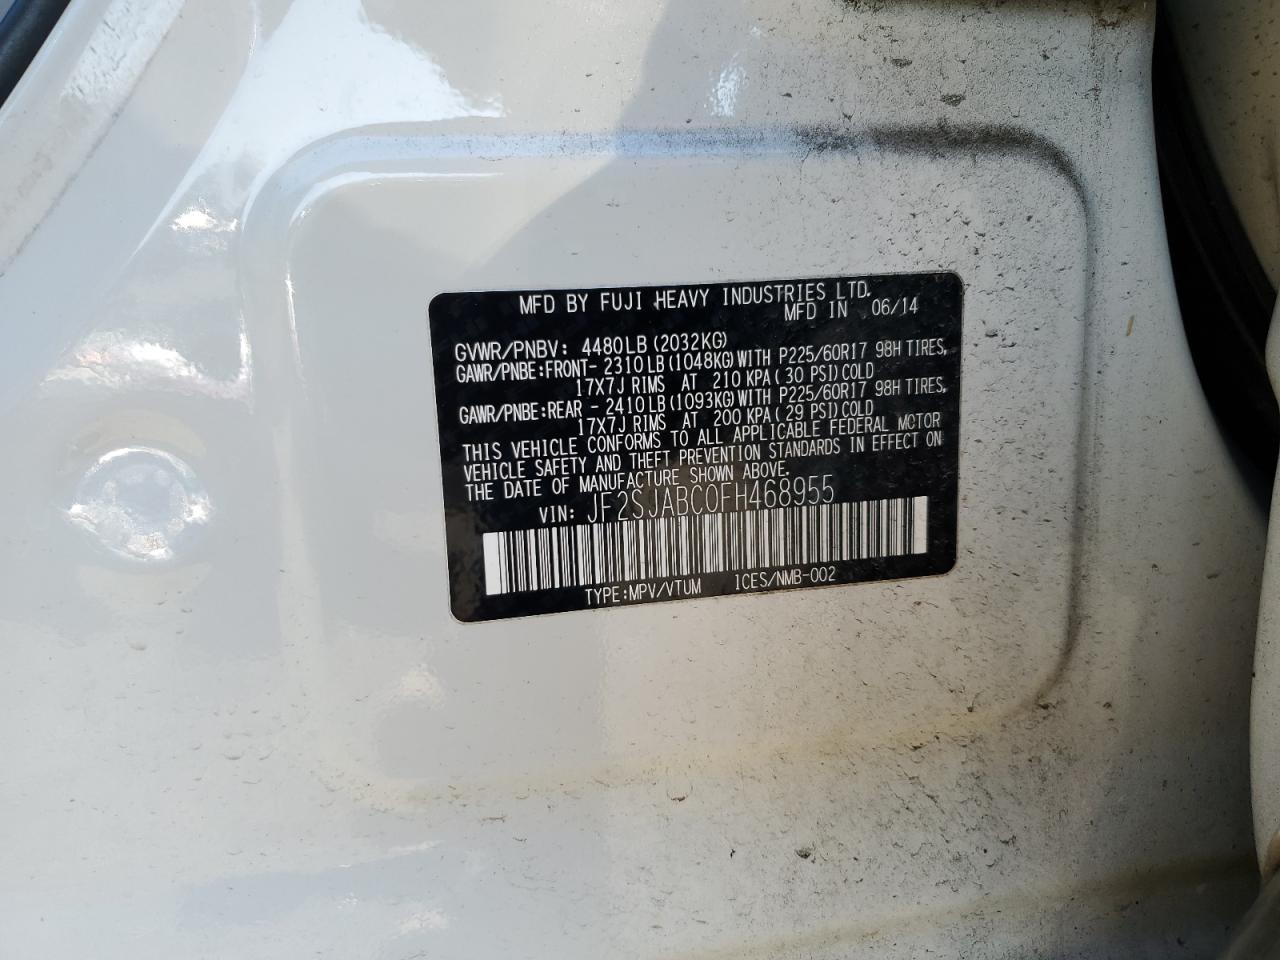 MFD BY FUJI HEAVY INDUSTRIES LTD.
MFD IN 06/14
GVWR/PNBV: 4480LB (2032KG)
GAWR/PNBE:FRONT- 2310LB(1048KG)WITH P225/60R17 98H TIRES,
17X7J RIMS AT 210 KPA (30 PSI)COLD
GAWR/PNBE:REAR - 2410LB(1093KG)WITH P225/60R17 98H TIRES,
17X7J RIMS AT 200 KPA (29 PSI)COLD
THIS VEHICLE CONFORMS TO ALL APPLICABLE FEDERAL MOTOR
VEHICLE SAFETY AND THEFT PREVENTION STANDARDS IN EFFECT ON
THE DATE OF MANUFACTURE SHOWN ABOVE.
VIN: JF2SJABC0FH468955
TYPE:MPV/VTUM ICES/NMB-002